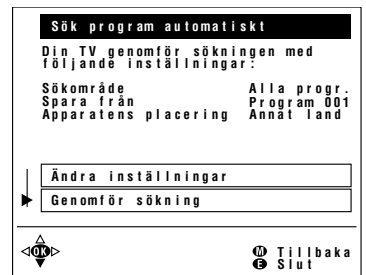 Sök program automatiskt
Din TV genomför sökningen med
följande inställningar:
Sökområde Alla progr.
Spara från Program 001
Apparatens placering Annat land
Ändra inställningar
Genomför sökning
OK
M Tillbaka
E Slut